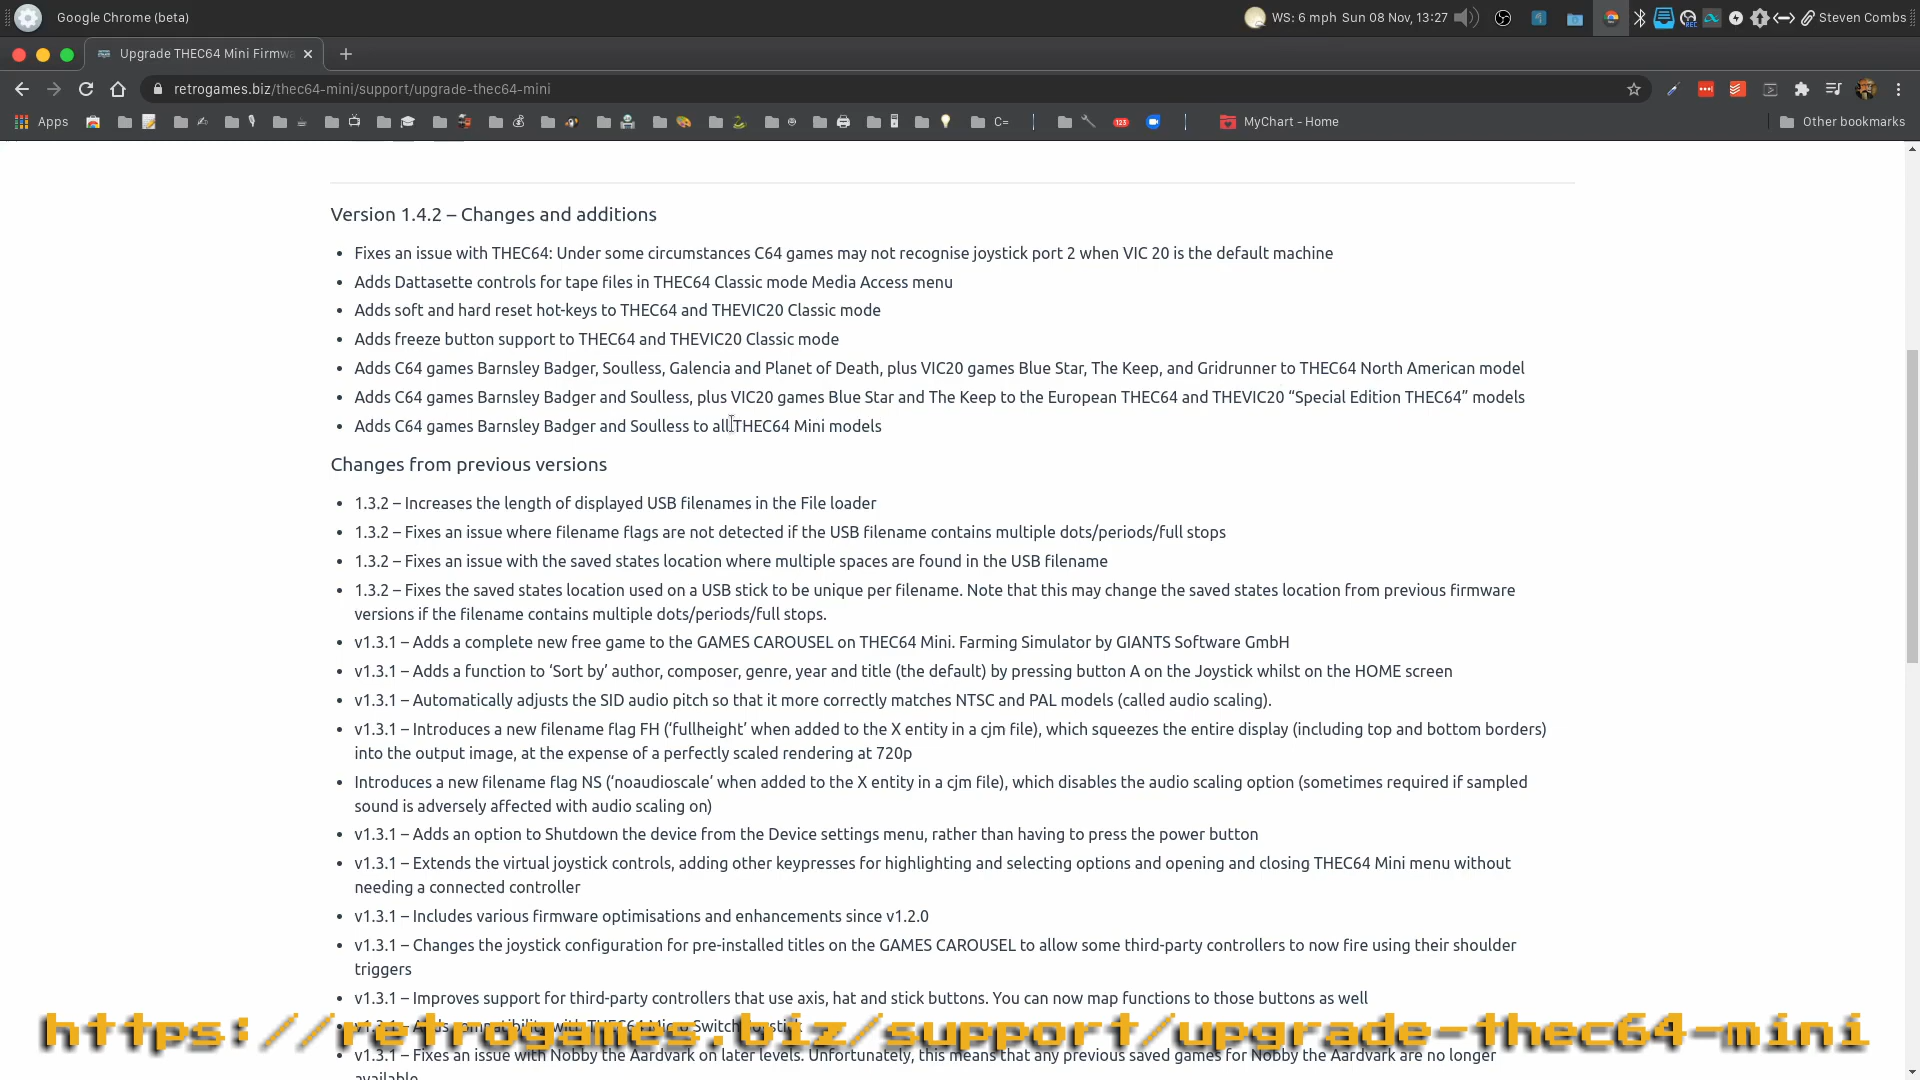 Google Chrome (beta)
WS: 6 mph Sun 08 Nov, 13:27
Steven Combs
Upgrade THEC64 Mini Firmw
retrogames.biz/thec64-mini/support/upgrade-thec64-mini
Apps
C=
123
MyChart - Home
Other bookmarks
Version 1.4.2 – Changes and additions
• Fixes an issue with THEC64: Under some circumstances C64 games may not recognise joystick port 2 when VIC 20 is the default machine
• Adds Dattasette controls for tape files in THEC64 Classic mode Media Access menu
• Adds soft and hard reset hot-keys to THEC64 and THEVIC20 Classic mode
• Adds freeze button support to THEC64 and THEVIC20 Classic mode
• Adds C64 games Barnsley Badger, Soulless, Galencia and Planet of Death, plus VIC20 games Blue Star, The Keep, and Gridrunner to THEC64 North American model
• Adds C64 games Barnsley Badger and Soulless, plus VIC20 games Blue Star and The Keep to the European THEC64 and THEVIC20 “Special Edition THEC64” models
• Adds C64 games Barnsley Badger and Soulless to all THEC64 Mini models
Changes from previous versions
• 1.3.2 – Increases the length of displayed USB filenames in the File loader
• 1.3.2 – Fixes an issue where filename flags are not detected if the USB filename contains multiple dots/periods/full stops
• 1.3.2 – Fixes an issue with the saved states location where multiple spaces are found in the USB filename
• 1.3.2 – Fixes the saved states location used on a USB stick to be unique per filename. Note that this may change the saved states location from previous firmware
versions if the filename contains multiple dots/periods/full stops.
• v1.3.1 – Adds a complete new free game to the GAMES CAROUSEL on THEC64 Mini. Farming Simulator by GIANTS Software GmbH
• v1.3.1 – Adds a function to ‘Sort by’ author, composer, genre, year and title (the default) by pressing button A on the Joystick whilst on the HOME screen
• v1.3.1 – Automatically adjusts the SID audio pitch so that it more correctly matches NTSC and PAL models (called audio scaling).
• v1.3.1 – Introduces a new filename flag FH (‘fullheight’ when added to the X entity in a cjm file), which squeezes the entire display (including top and bottom borders)
into the output image, at the expense of a perfectly scaled rendering at 720p
• Introduces a new filename flag NS (‘noaudioscale’ when added to the X entity in a cjm file), which disables the audio scaling option (sometimes required if sampled
sound is adversely affected with audio scaling on)
• v1.3.1 – Adds an option to Shutdown the device from the Device settings menu, rather than having to press the power button
• v1.3.1 – Extends the virtual joystick controls, adding other keypresses for highlighting and selecting options and opening and closing THEC64 Mini menu without
needing a connected controller
• v1.3.1 – Includes various firmware optimisations and enhancements since v1.2.0
• v1.3.1 – Changes the joystick configuration for pre-installed titles on the GAMES CAROUSEL to allow some third-party controllers to now fire using their shoulder
triggers
• v1.3.1 – Improves support for third-party controllers that use axis, hat and stick buttons. You can now map functions to those buttons as well
• v1.3.1 – Adds compatibility with THEC64 Micro Switch Joystick
https://retrogames.biz/support/upgrade-thec64-mini
• v1.3.1 – Fixes an issue with Nobby the Aardvark on later levels. Unfortunately, this means that any previous saved games for Nobby the Aardvark are no longer
available